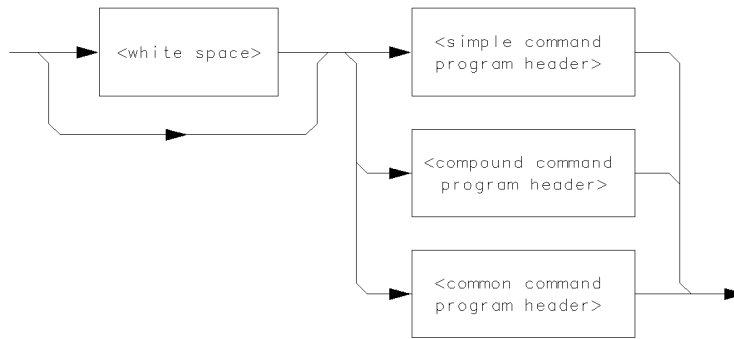 <white space>
<simple command
program header>
<compound command
program header>
<common command
program header>